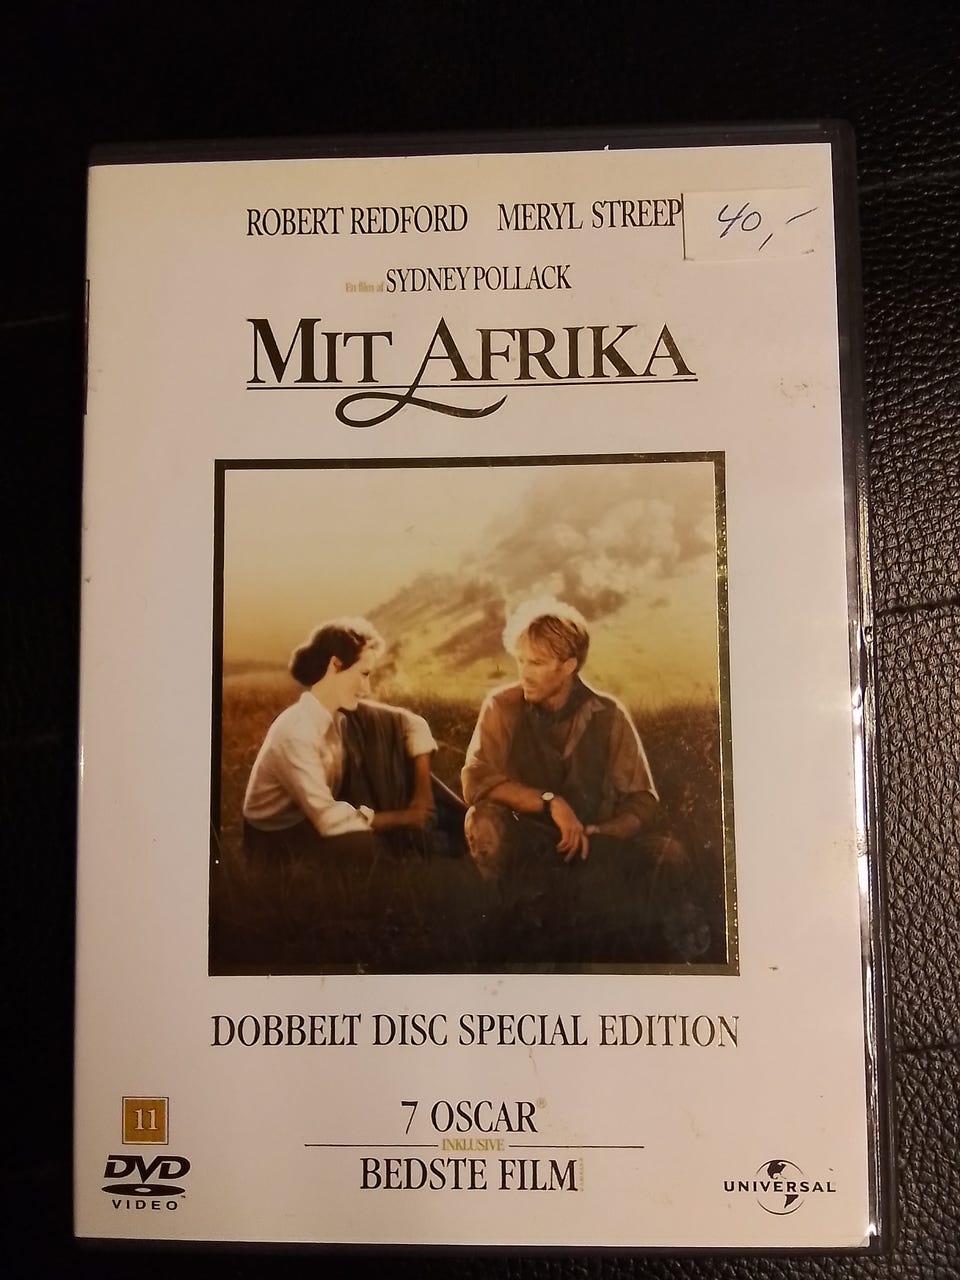 ROBERT REDFORD MERYL STREEP
40,-
En film af SYDNEY POLLACK
MIT AFRIKA
DOBBELT DISC SPECIAL EDITION
7 OSCAR®
INKLUSIVE
BEDSTE FILM
11
DVD
VIDEO™
UNIVERSAL